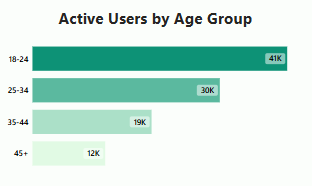 Active Users by Age Group
18-24 41K
25-34 30K
35-44 19K
45+ 12K